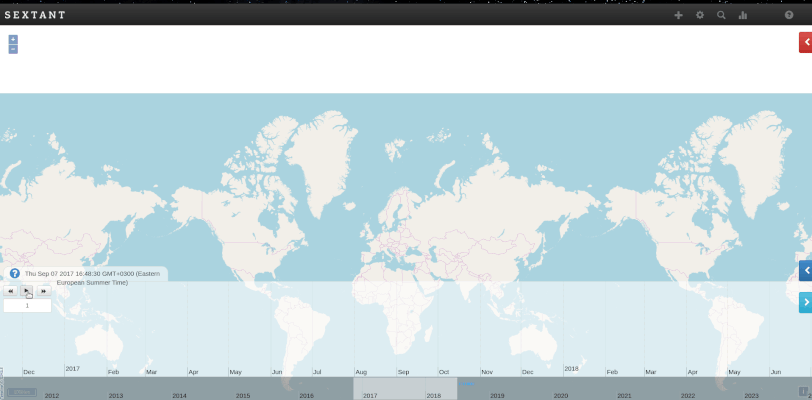 SEXTANT
+
−
?
Thu Sep 07 2017 16:48:30 GMT+0300 (Eastern
European Summer Time)
1
Dec 2017 Feb Mar Apr May Jun Jul Aug Sep Oct Nov Dec 2018 Feb Mar Apr May Jun
2012 2013 2014 2015 2016 2017 2018 2019 2020 2021 2022 2023